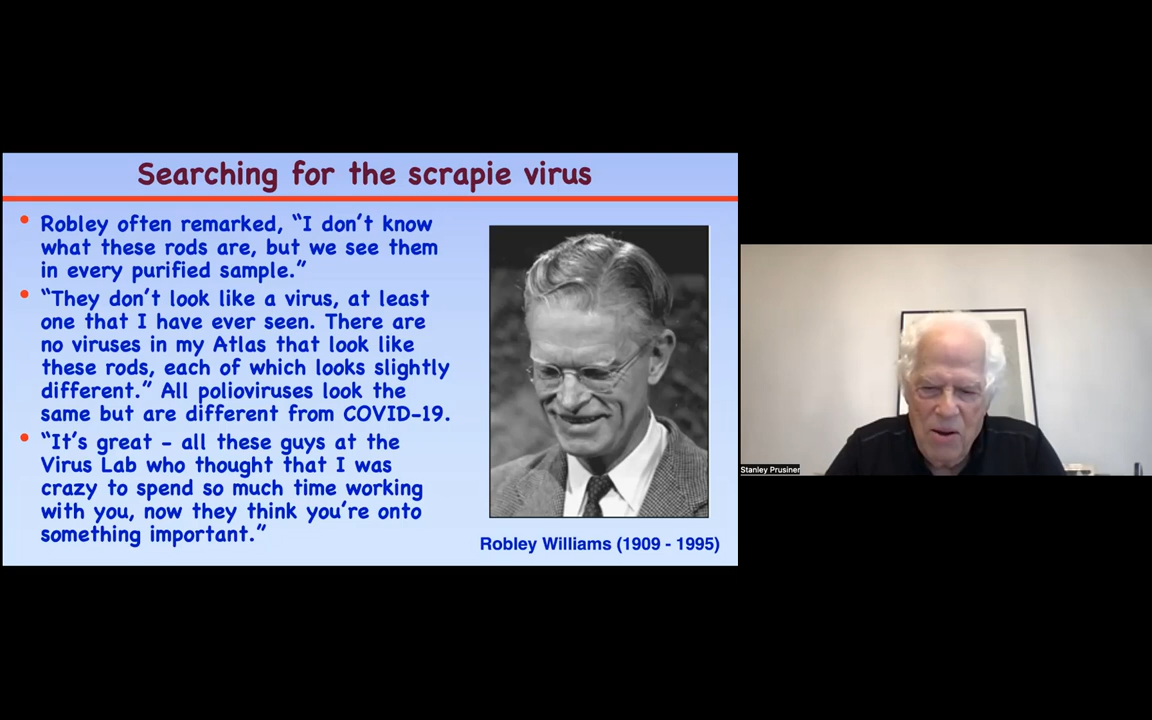 Searching for the scrapie virus
• Robley often remarked, “I don’t know
what these rods are, but we see them
in every purified sample.”
• “They don’t look like a virus, at least
one that I have ever seen. There are
no viruses in my Atlas that look like
these rods, each of which looks slightly
different.” All polioviruses look the
same but are different from COVID-19.
• “It’s great - all these guys at the
Virus Lab who thought that I was
crazy to spend so much time working
with you, now they think you’re onto
something important.”
Robley Williams (1909 - 1995)
Stanley Prusiner